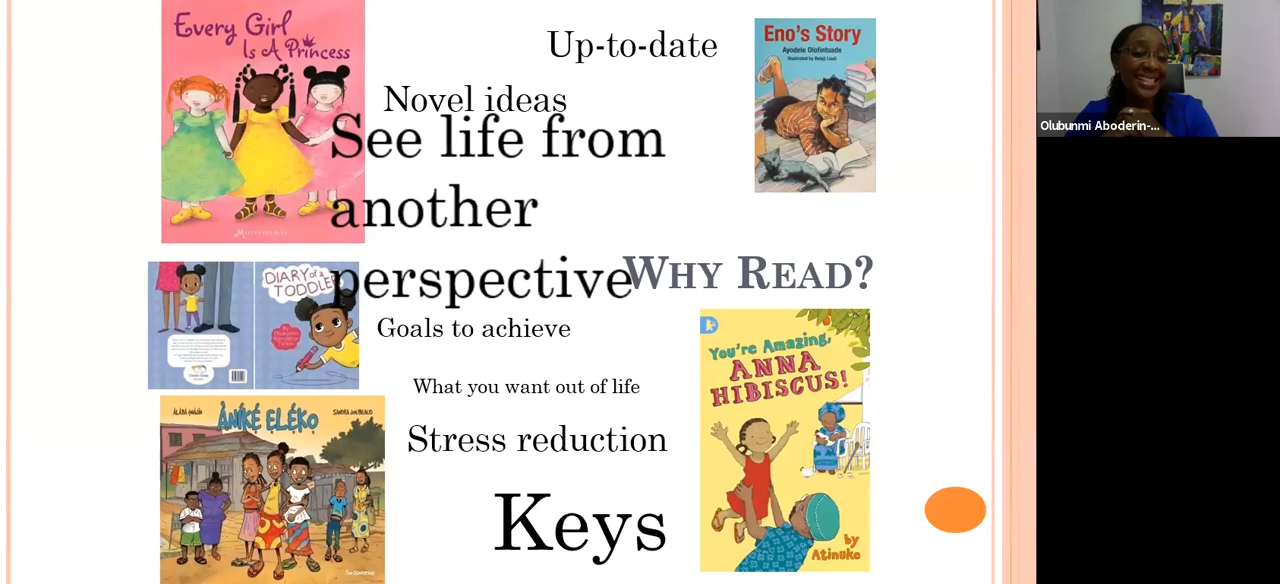 Every Girl
Is A Princess
Up-to-date
Eno's Story
Ayodele Olofintuade
Novel ideas
See life from
another
perspective
WHY READ?
DIARY of a
TODDLER
Goals to achieve
What you want out of life
Stress reduction
Keys
ÀNÍKÉ ELÉKO
You're Amazing,
ANNA
HIBISCUS!
by
Atinuke
Olubunmi Aboderin-...